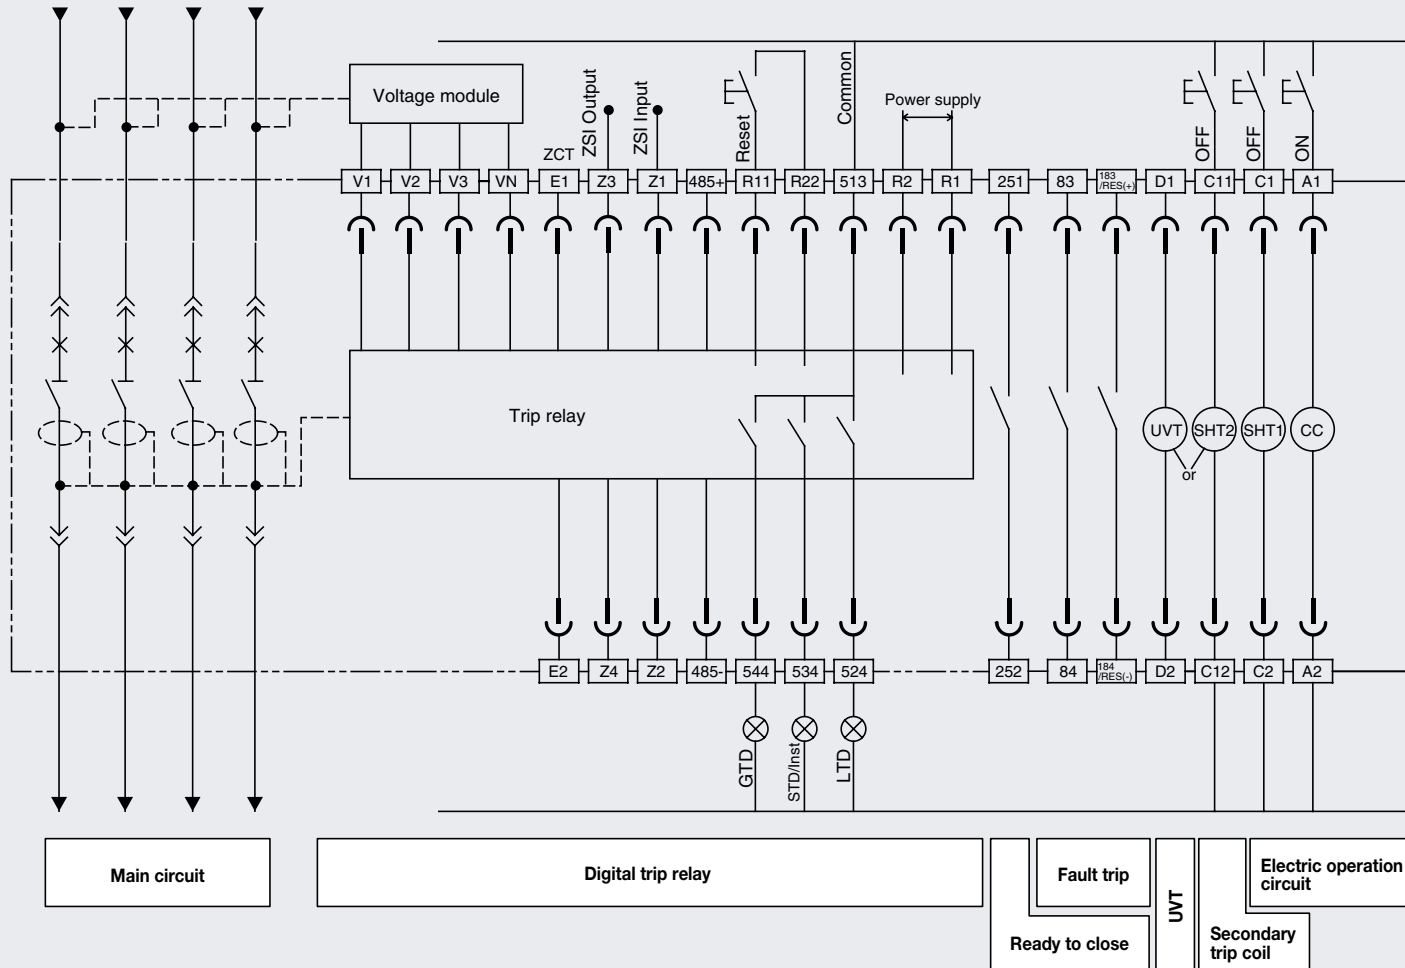 Voltage module
ZCT
ZSI Output
ZSI Input
Reset
Common
Power supply
OFF
OFF
ON
V1
V2
V3
VN
E1
Z3
Z1
485+
R11
R22
513
R2
R1
251
83
183
/RES(+)
D1
C11
C1
A1
Trip relay
UVT
SHT2
SHT1
CC
or
E2
Z4
Z2
485-
544
534
524
252
84
184
/RES(-)
D2
C12
C2
A2
GTD
STD/Inst
LTD
Main circuit
Digital trip relay
Fault trip
Ready to close
UVT
Secondary
trip coil
Electric operation
circuit